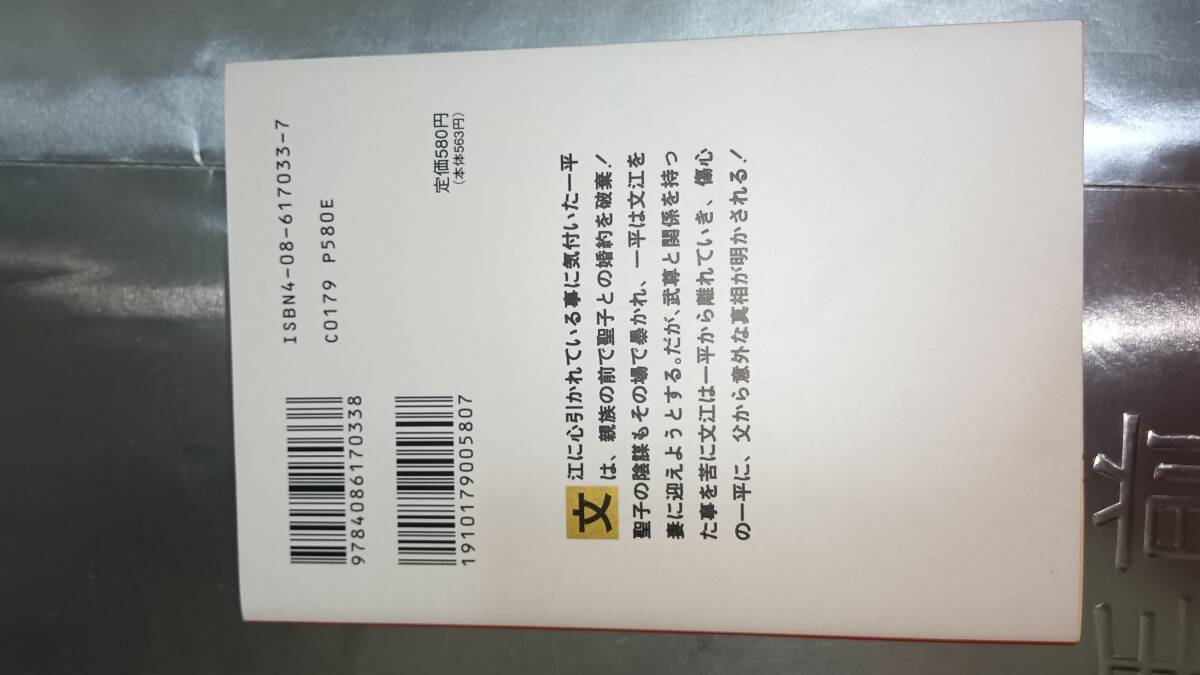 9784086170338
ISBN4-08-617033-7
C0179 P580E
1910179005807
定価580円
(本体563円)
文江に心引かれている事に気付いた一平
は、親族の前で聖子との婚約を破棄!
聖子の陰謀もその場で暴かれ、一平は文江を
妻に迎えようとする。だが、武尊と関係を持っ
た事を苦に文江は一平から離れていき、傷心
の一平に、父から意外な真相が明かされる!